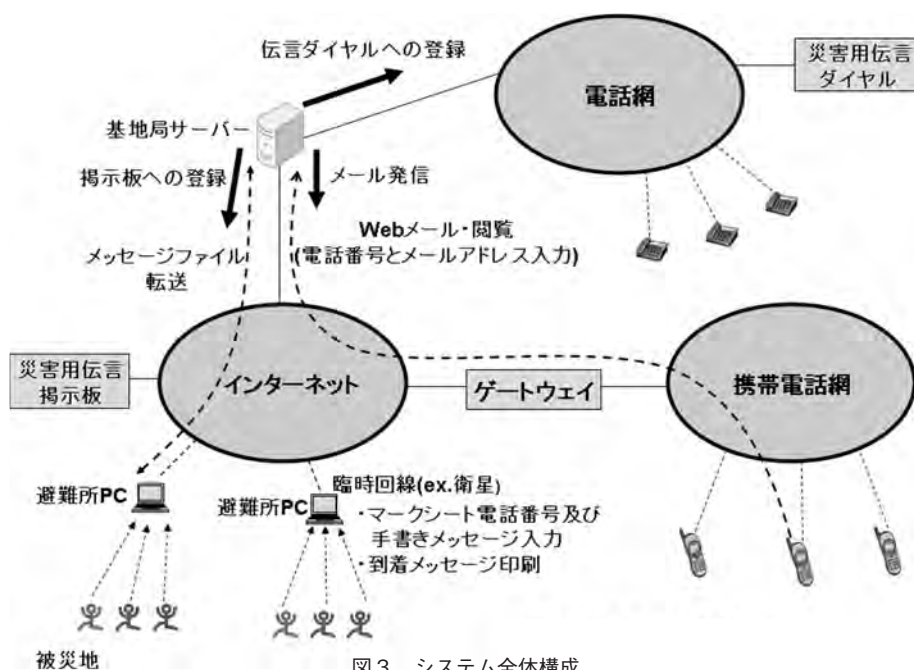 伝言ダイヤルへの登録
災害用伝言
ダイヤル
電話網
基地局サーバー
掲示板への登録
メール発信
Webメール・閲覧
(電話番号とメールアドレス入力)
メッセージファイル
転送
災害用伝言
掲示板
インターネット
ゲートウェイ
携帯電話網
避難所PC
避難所PC
臨時回線(ex.衛星)
・マークシート電話番号及び
手書きメッセージ入力
・到着メッセージ印刷
被災地
図3 システム全体構成